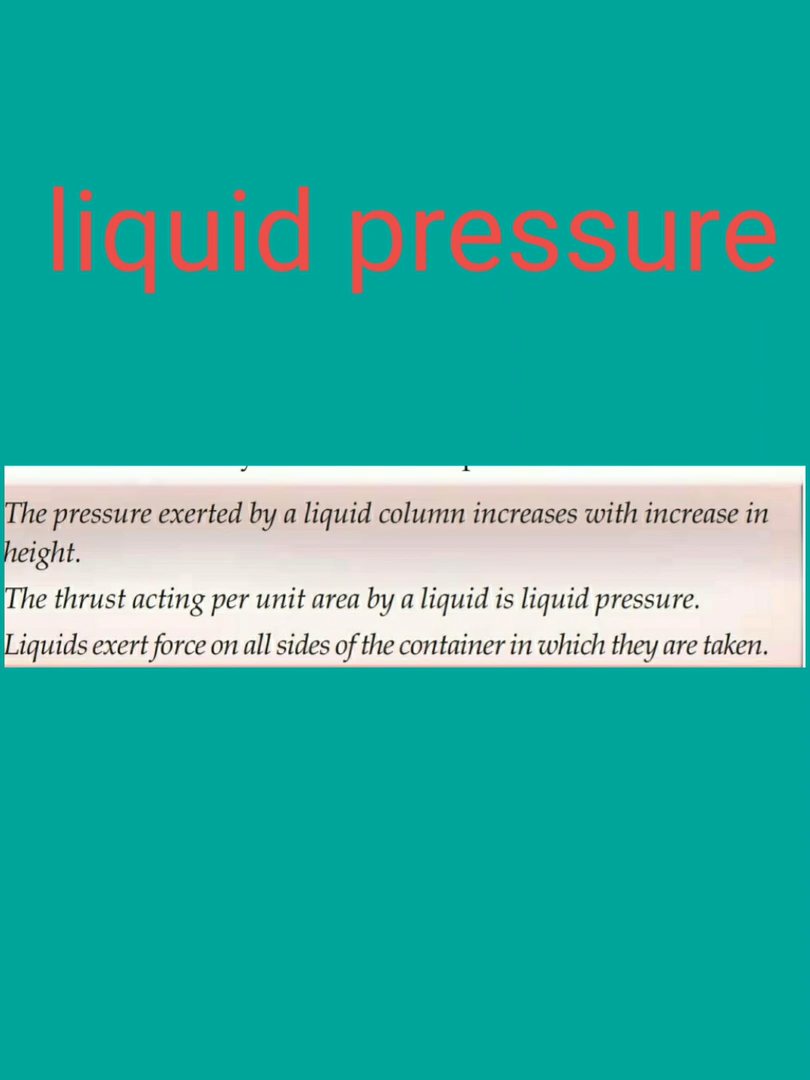 liquid pressure
The pressure exerted by a liquid column increases with increase in
height.
The thrust acting per unit area by a liquid is liquid pressure.
Liquids exert force on all sides of the container in which they are taken.